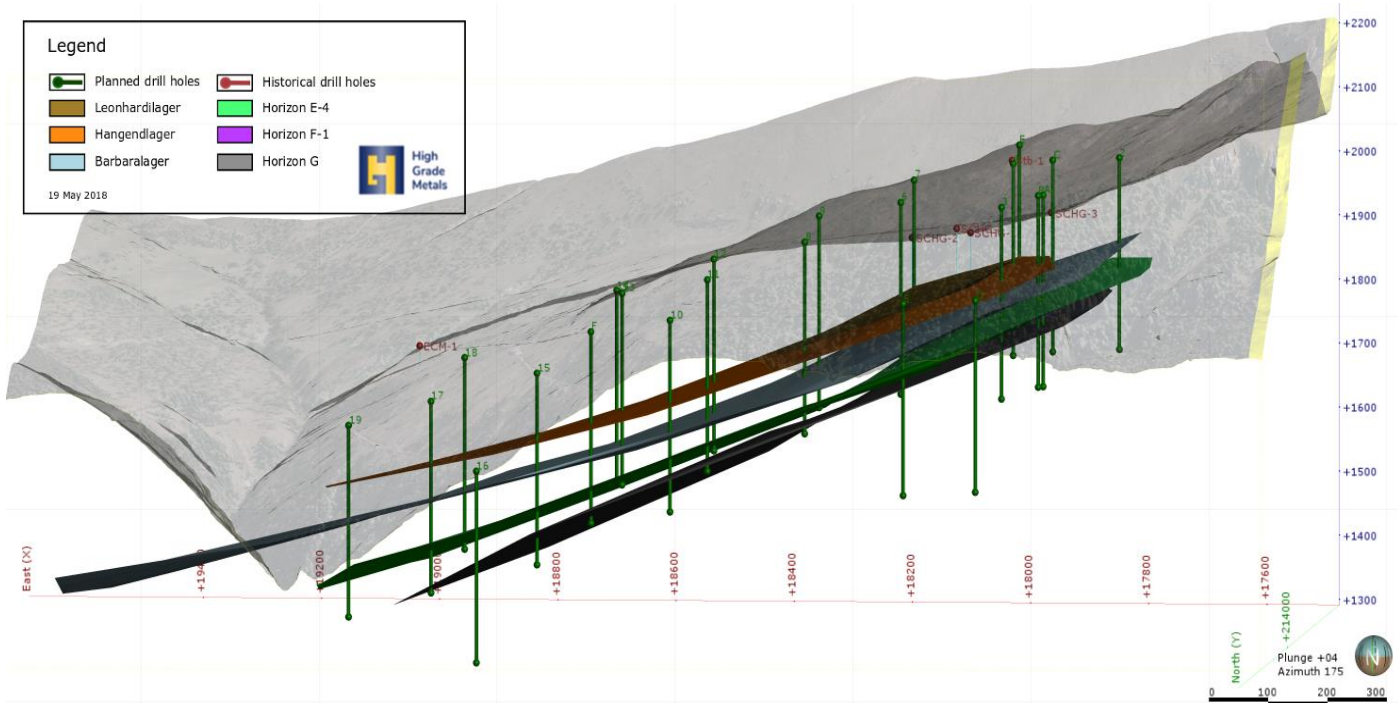 Legend
Planned drill holes
Historical drill holes
Leonhardilager
Horizon E-4
Hangendlager
Horizon F-1
Barbaralager
Horizon G
19 May 2018
High
Grade
Metals
+2200
+2100
+2000
+1900
+1800
+1700
+1600
+1500
+1400
+1300
SCHG-3
SCHG-2
7
8
10
15
ECM-1
18
17
19
16
East (X)
+19200
+18800
+18600
+18400
+18200
+18000
+17800
+17600
North (Y)
+214000
Plunge +04
Azimuth 175
N
0 100 200 300